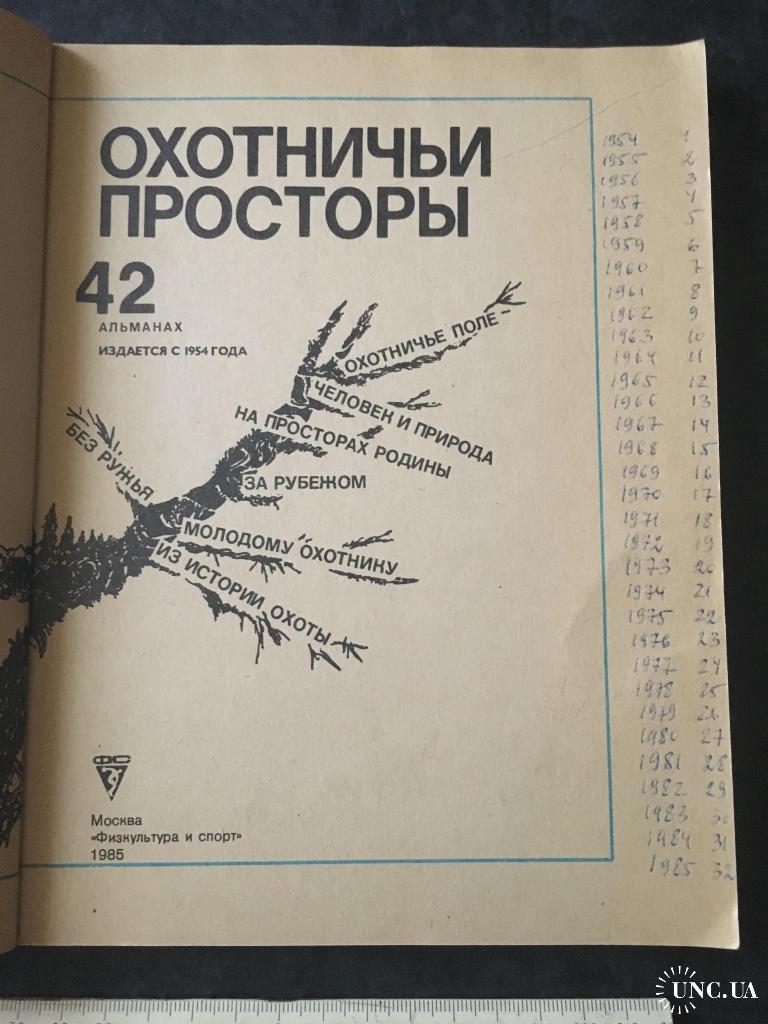 ОХОТНИЧЬИ
ПРОСТОРЫ
42
АЛЬМАНАХ
ИЗДАЕТСЯ С 1954 ГОДА
ОХОТНИЧЬЕ ПОЛЕ
ЧЕЛОВЕК И ПРИРОДА
НА ПРОСТОРАХ РОДИНЫ
БЕЗ РУЖЬЯ
ЗА РУБЕЖОМ
МОЛОДОМУ ОХОТНИКУ
ИЗ ИСТОРИИ ОХОТЫ
ФиС
Москва
«Физкультура и спорт»
1985
1954 1
1955 2
1956 3
1957 4
1958 5
1959 6
1960 7
1961 8
1962 9
1963 10
1964 11
1965 12
1966 13
1967 14
1968 15
1969 16
1970 17
1971 18
1972 19
1973 20
1974 21
1975 22
1976 23
1977 24
1978 25
1979 26
1980 27
1981 28
1982 29
1983 30
1984 31
1985 32
UNC.UA